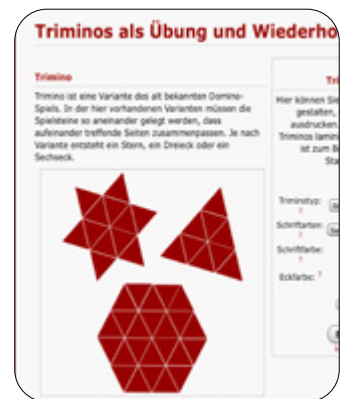 Triminos als Übung und Wiederho
Trimino
Trimino ist eine Variante des alt bekannten Domino-
Spiels. In der hier vorhandenen Varianten müssen die
Spielsteine so aneinander gelegt werden, dass
aufeinander treffende Seiten zusammenpassen. Je nach
Variante entsteht ein Stern, ein Dreieck oder ein
Sechseck.
Tri
Hier können Sie
gestalten,
ausdrucken.
Triminos lamin
ist zum B
Sta
Triminotyp:
?
Schriftarten:
?
Schriftfarbe:
?
Eckfarbe: ?